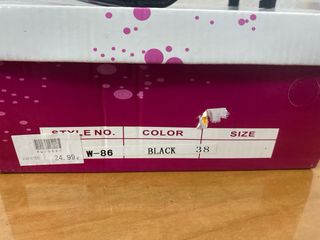 STYLE NO. COLOR SIZE
W-86 BLACK 38
24.99